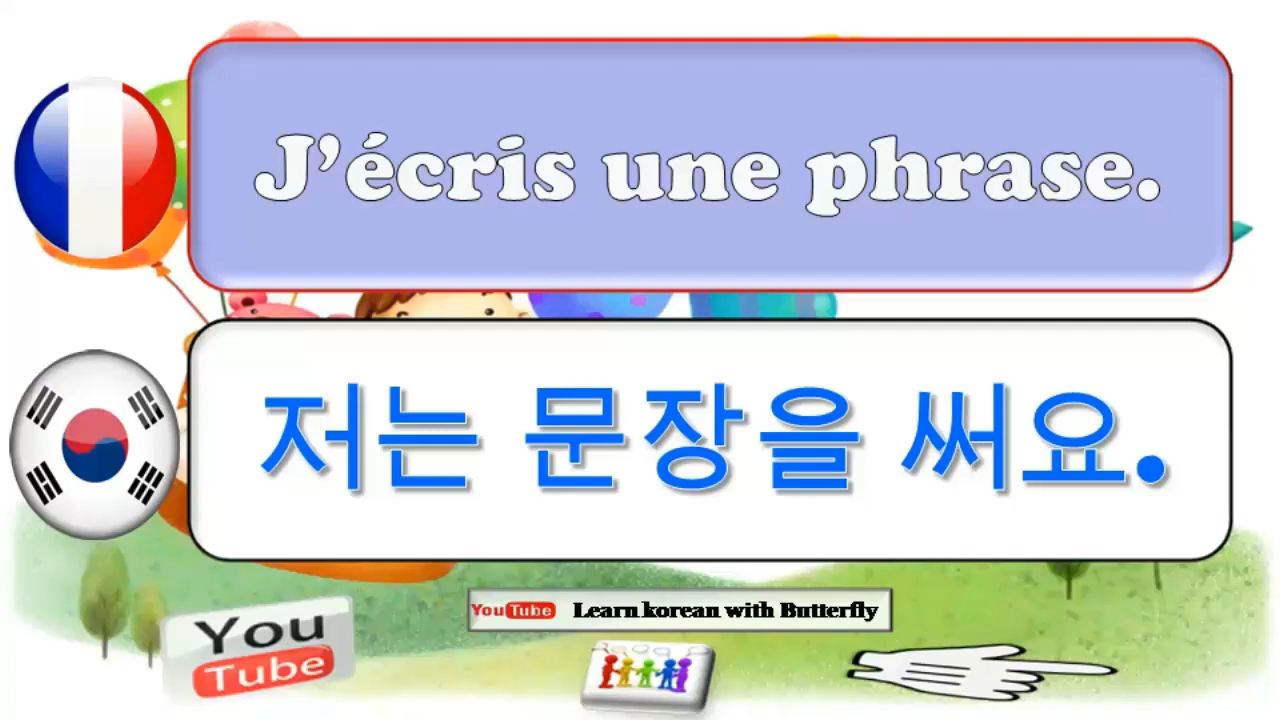 J'écris une phrase.
저는 문장을 써요.
YouTube Learn korean with Butterfly
You
Tube